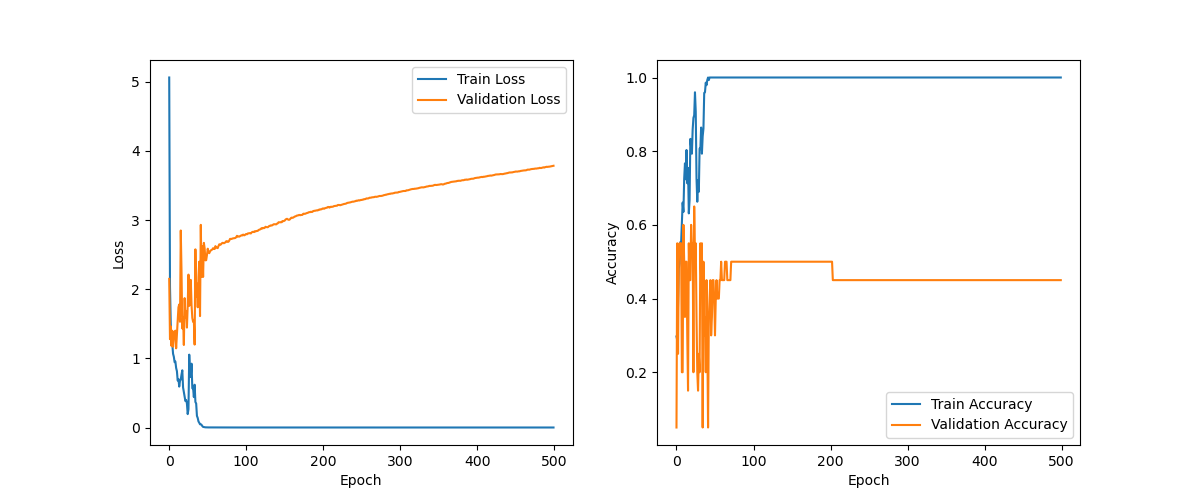 Train Loss
Validation Loss
5
4
3
2
1
0
Loss
0 100 200 300 400 500
Epoch
1.0
0.8
0.6
0.4
0.2
Accuracy
Train Accuracy
Validation Accuracy
0 100 200 300 400 500
Epoch